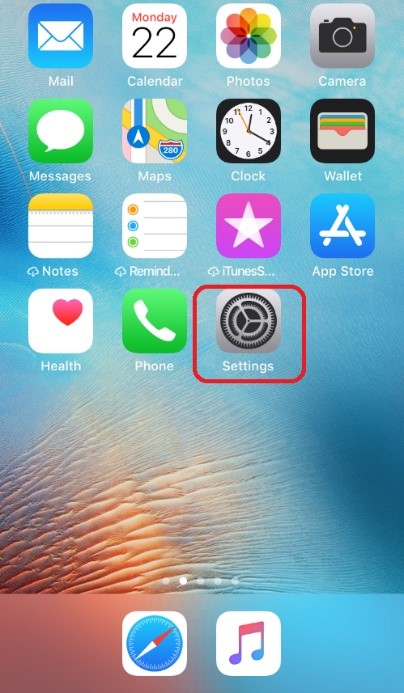 Monday
22
Mail Calendar Photos Camera
280
Messages Maps Clock Wallet
Notes Remind... iTunesS... App Store
Health Phone Settings